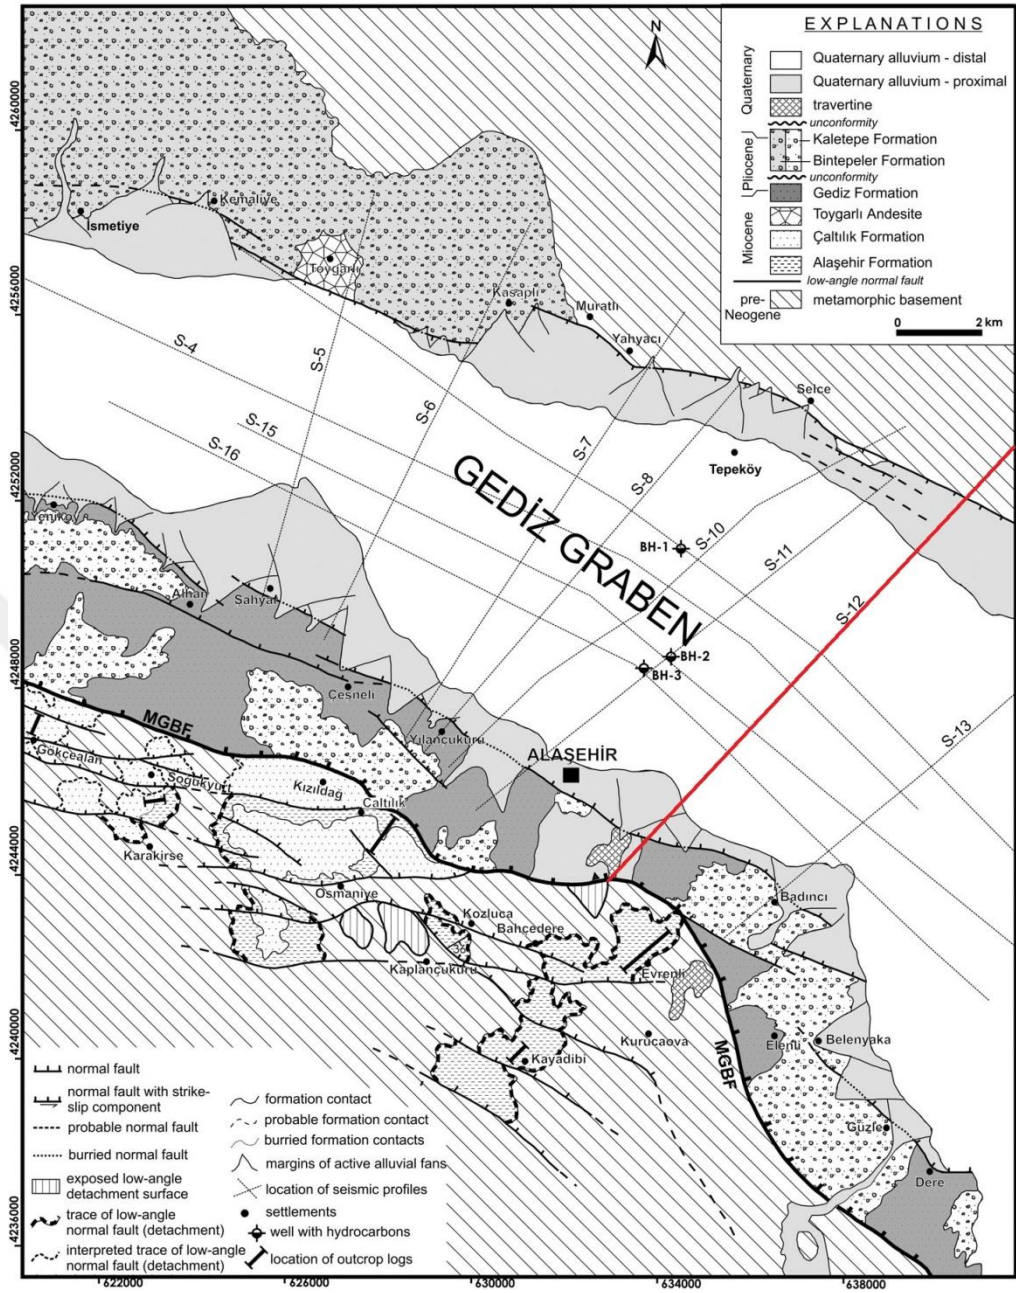 N
EXPLANATIONS
Quaternary
Quaternary alluvium - distal
Quaternary alluvium - proximal
travertine
unconformity
Pliocene
Kaletepe Formation
Bintepeler Formation
unconformity
Miocene
Gediz Formation
Toygarlı Andesite
Çaltılık Formation
Alaşehir Formation
low-angle normal fault
pre-
Neogene
metamorphic basement
0 2 km
4260000
4256000
4252000
4248000
4244000
4240000
4236000
İsmetiye
Kemaliye
Toygarlı
Kasaplı
Muratlı
Yahyacı
Selce
Tepeköy
S-4
S-5
S-6
S-15
S-16
S-7
S-8
S-10
S-11
S-12
S-13
GEDİZ GRABEN
BH-1
BH-2
BH-3
Yeniköy
Alhan
Sahyar
Çeşneli
Yılançukuru
ALAŞEHİR
MGBF
Gökçealan
Soğukyurt
Kızıldağ
Çaltılık
Karakirse
Osmaniye
Kozluca
Bahçedere
36
Kaplançukuru
Evrenli
Badıncı
Kurucaova
Kayadibi
MGBF
Elenli
Belenyaka
Güzle
Dere
normal fault
normal fault with strike-
slip component
probable normal fault
burried normal fault
exposed low-angle
detachment surface
trace of low-angle
normal fault (detachment)
interpreted trace of low-angle
normal fault (detachment)
formation contact
probable formation contact
burried formation contacts
margins of active alluvial fans
location of seismic profiles
settlements
well with hydrocarbons
location of outcrop logs
622000
626000
630000
634000
638000